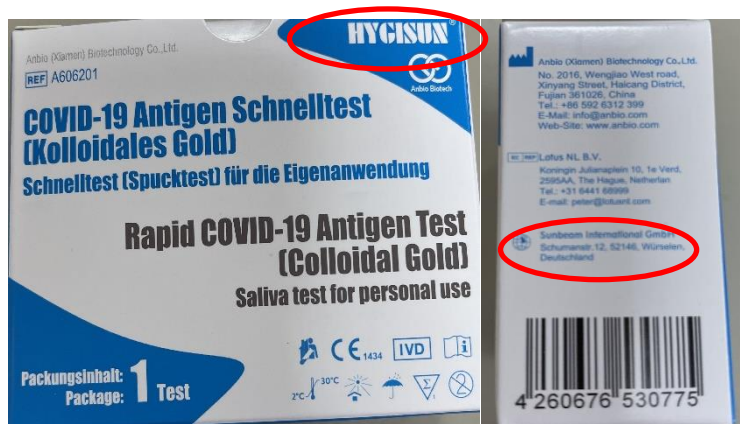 HYGISUN®
Anbio (Xiamen) Biotechnology Co., Ltd.
REF A606201
Anbio Biotech
COVID-19 Antigen Schnelltest
(Kolloidales Gold)
Schnelltest (Spucktest) für die Eigenanwendung
Rapid COVID-19 Antigen Test
(Colloidal Gold)
Saliva test for personal use
CE 1434 IVD i
Packungsinhalt:
Package: 1 Test
2°C 30°C Σ 1 2
Anbio (Xiamen) Biotechnology Co., Ltd.
No. 2016, Wengjiao West road,
Xinyang Street, Haicang District,
Fujian 361026, China
Tel.: +86 592 6312 399
E-Mail: info@anbio.com
Web-Site: www.anbio.com
EC REP Lotus NL B.V.
Koningin Julianaplein 10, 1e Verd,
2595AA, The Hague, Netherlan
Tel.: +31 6441 68999
E-mail: peter@lotusnl.com
Sunbeam International GmbH
Schumanstr.12, 52146, Würselen,
Deutschland
4 260676 530775